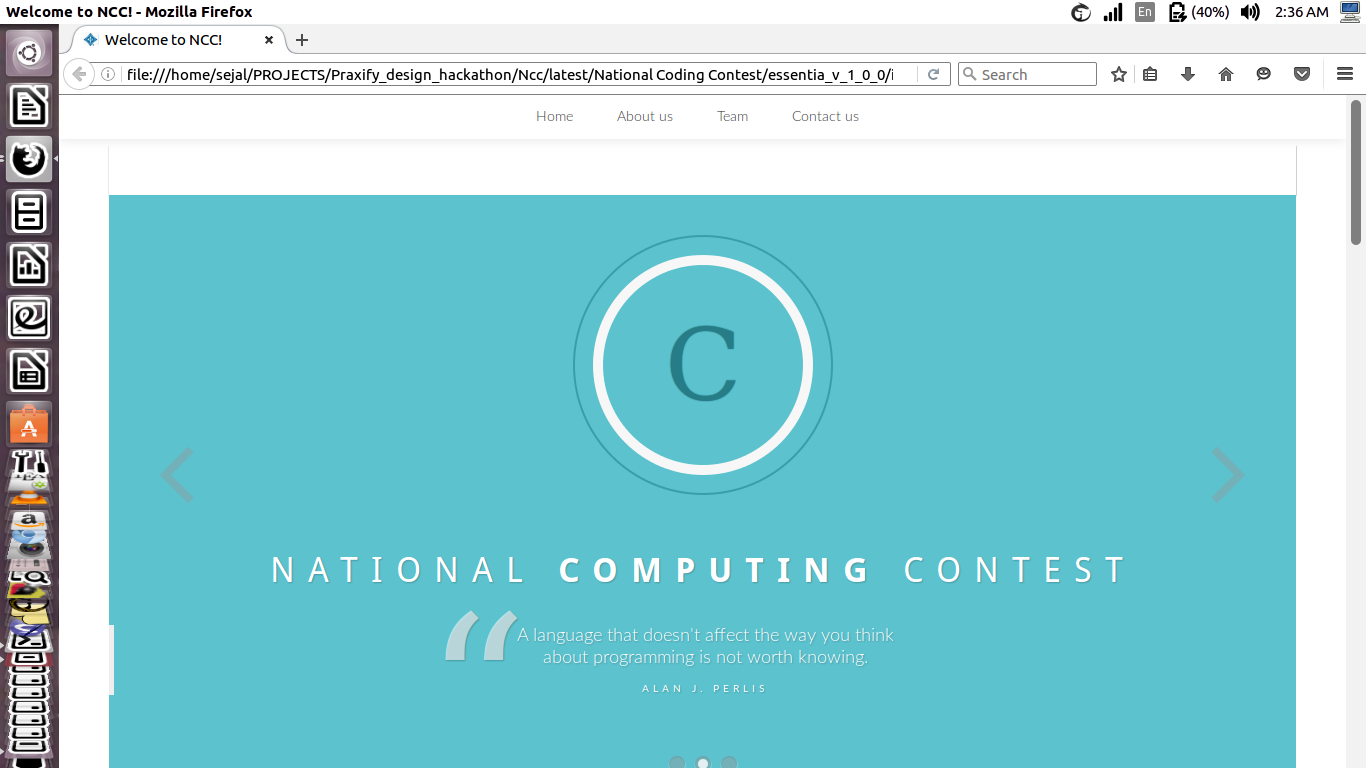 Welcome to NCC! - Mozilla Firefox
En (40%) 2:36 AM
Welcome to NCC!
file:///home/sejal/PROJECTS/Praxify_design_hackathon/Ncc/latest/National Coding Contest/essentia_v_1_0_0/i
Search
Home About us Team Contact us
C
NATIONAL COMPUTING CONTEST
“A language that doesn't affect the way you think
about programming is not worth knowing.
ALAN J. PERLIS